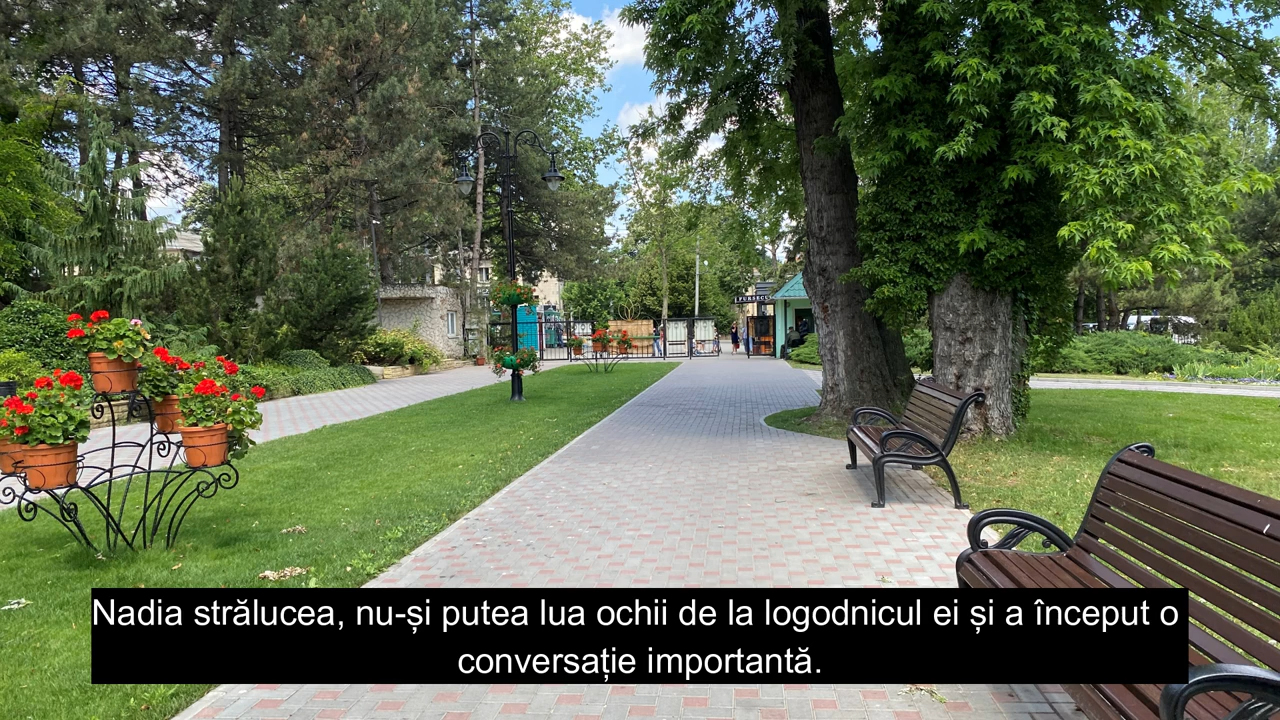 Nadia strălucea, nu-și putea lua ochii de la logodnicul ei și a început o
conversație importantă.